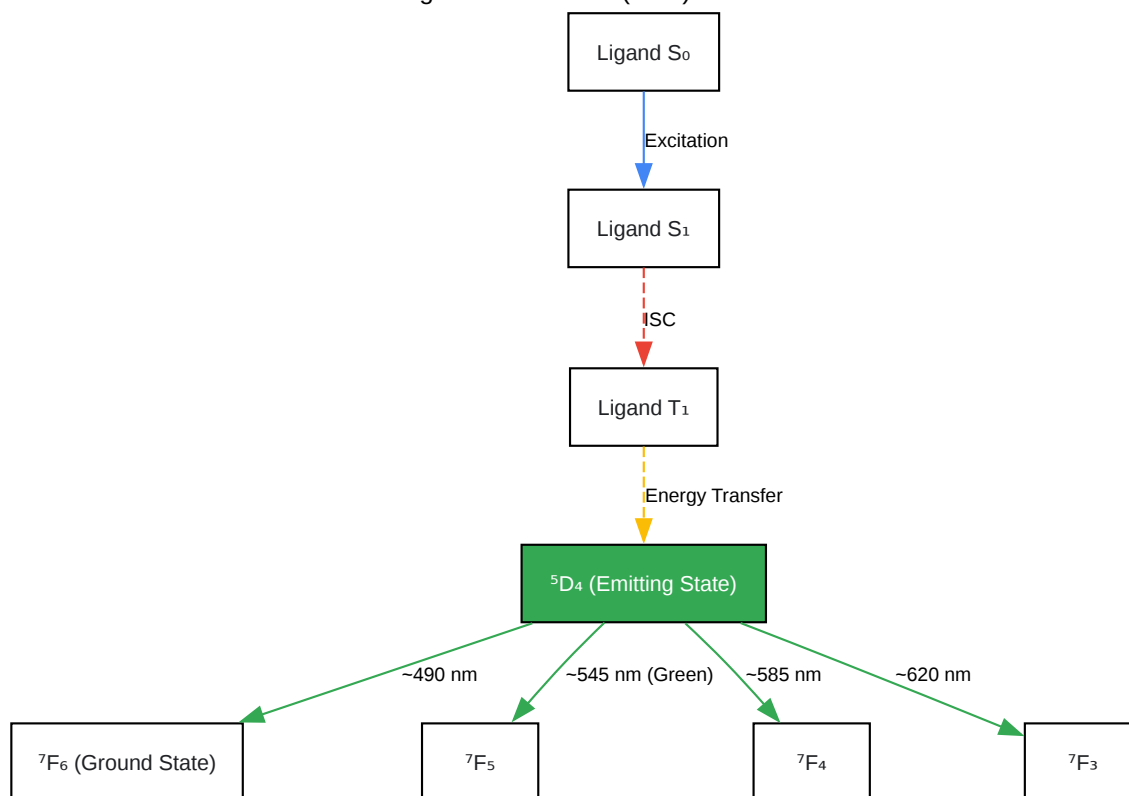 Ligand S₀
Excitation
Ligand S₁
ISC
Ligand T₁
Energy Transfer
⁵D₄ (Emitting State)
~490 nm
~545 nm (Green)
~585 nm
~620 nm
⁷F₆ (Ground State)
⁷F₅
⁷F₄
⁷F₃